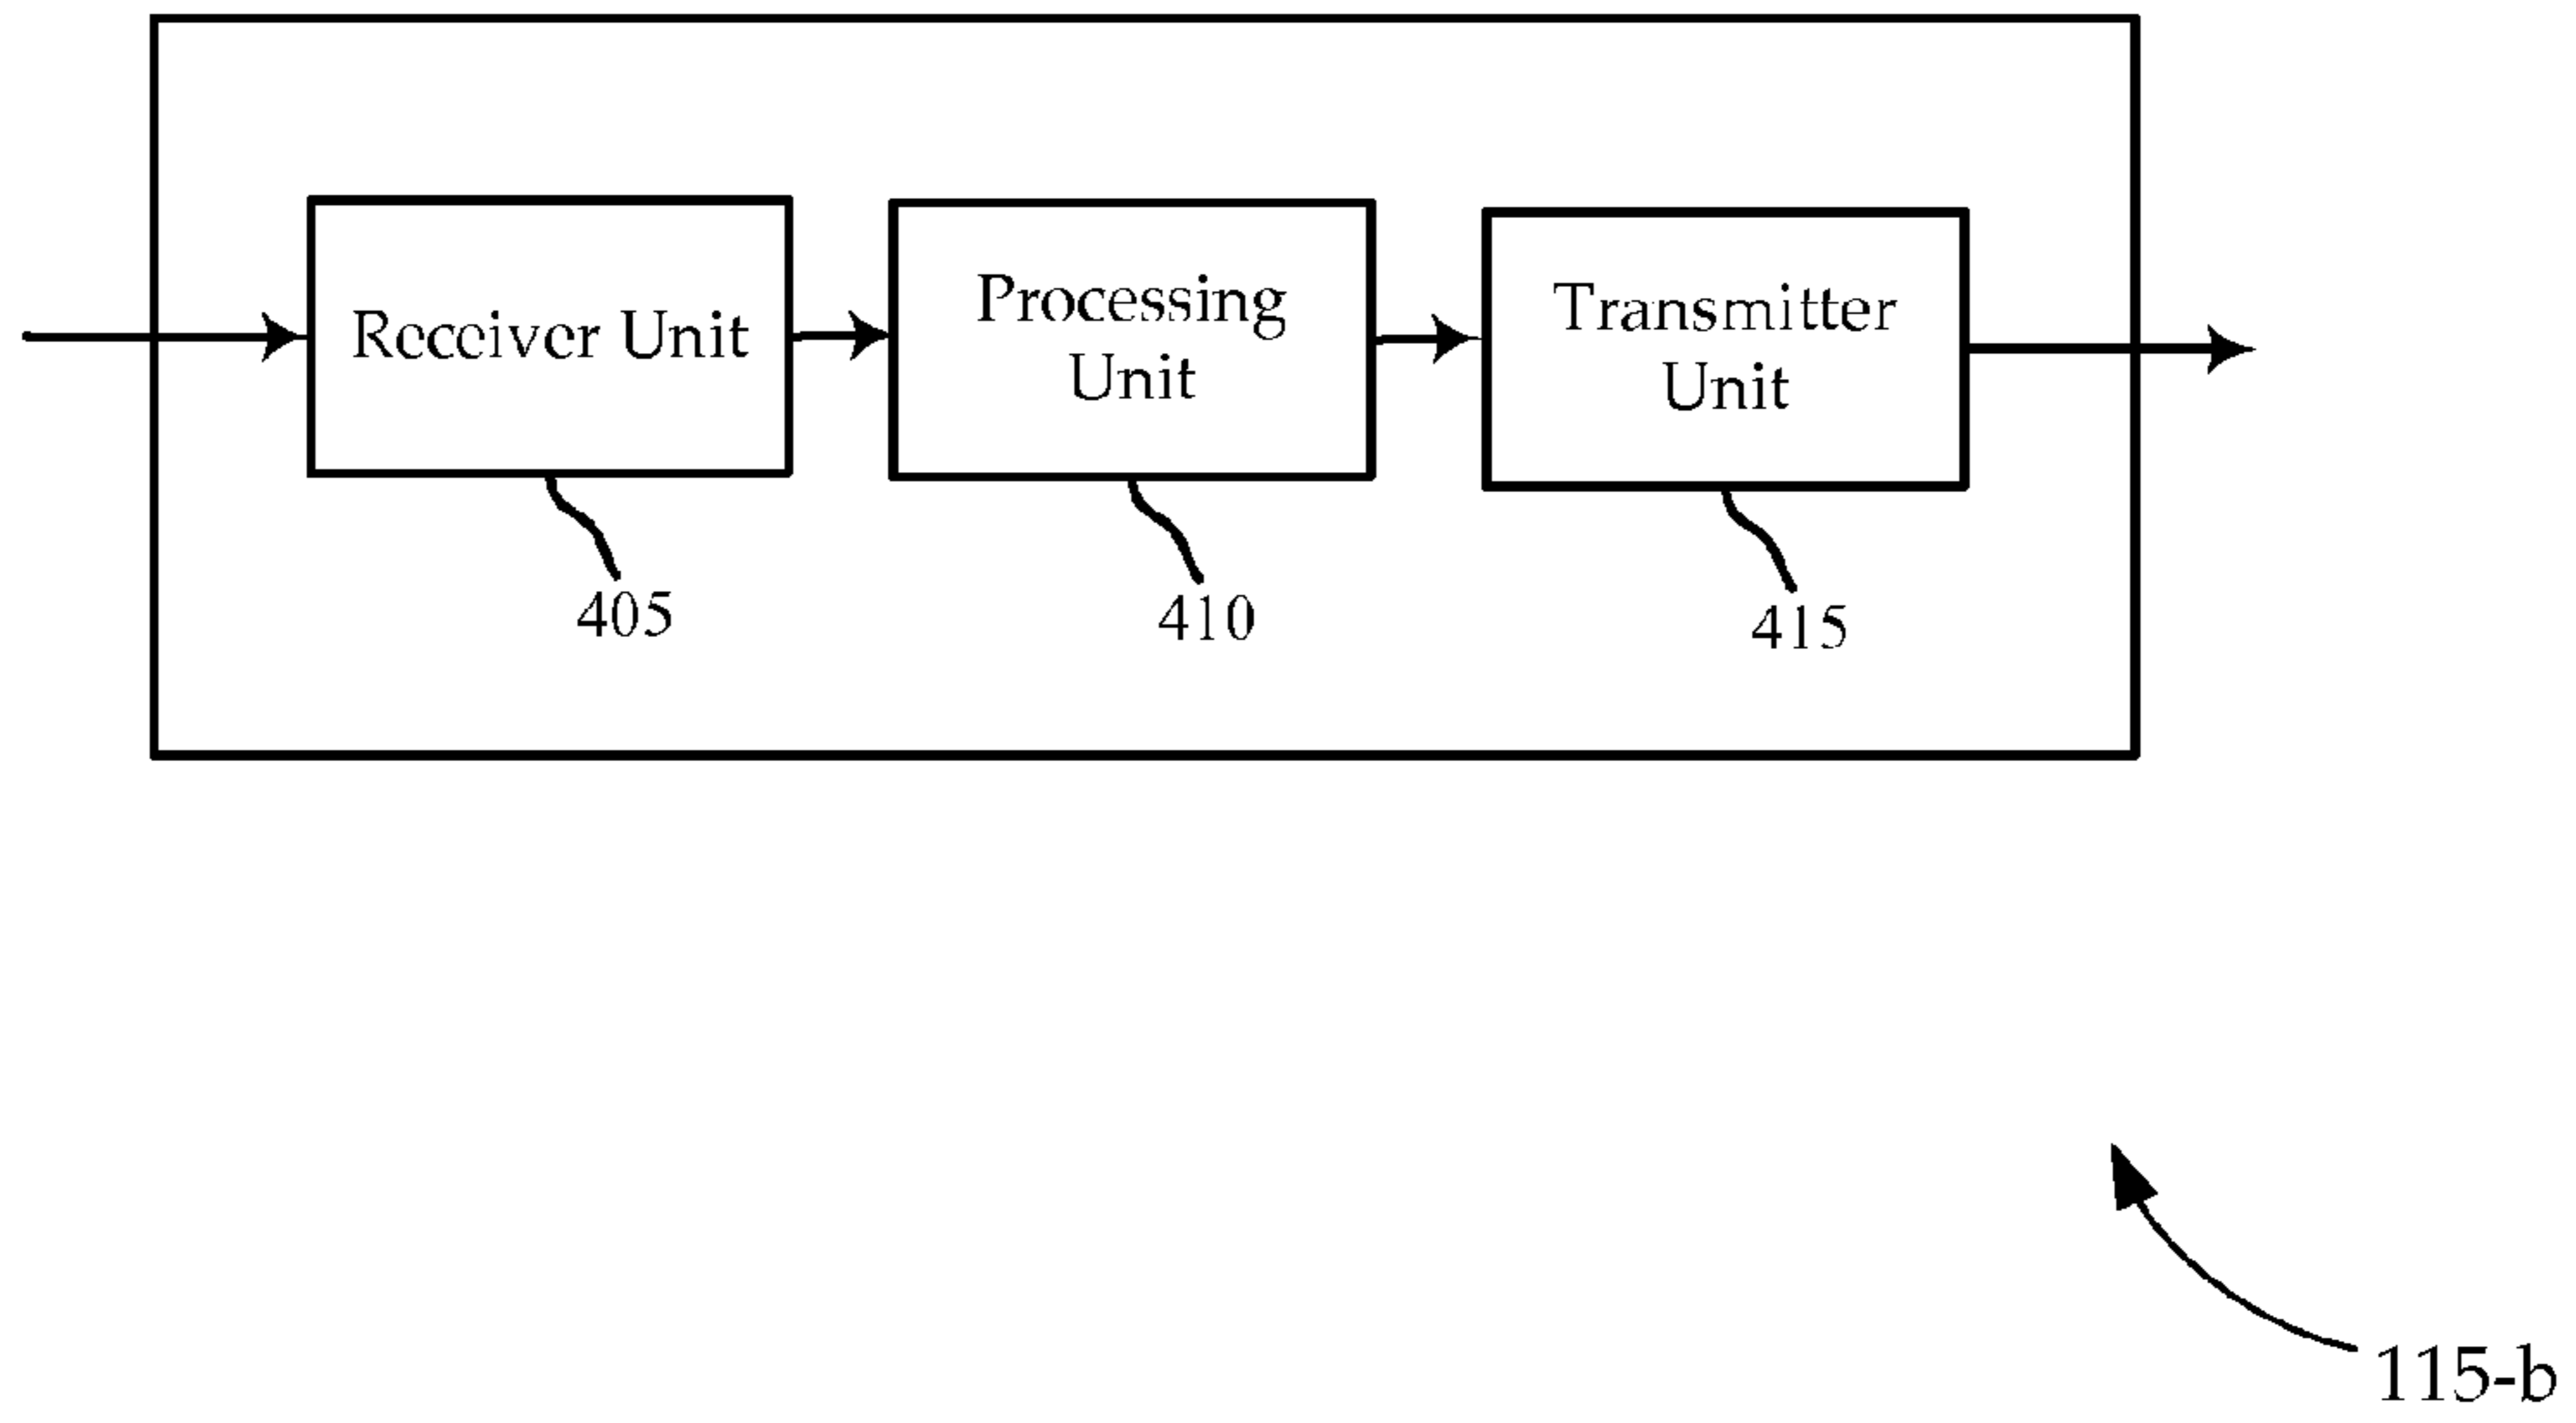 Receiver Unit
Processing
Unit
Transmitter
Unit
405
410
415
115-b